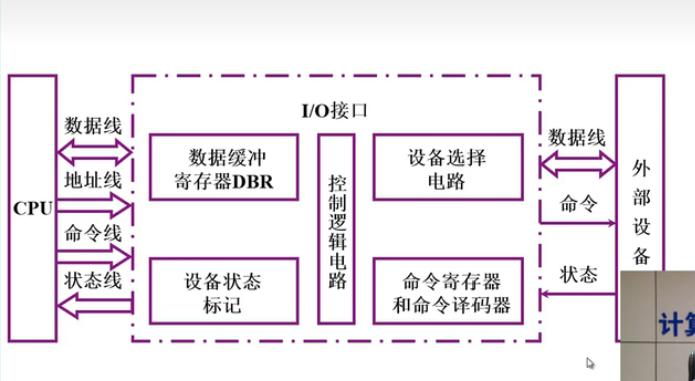 I/O接口
CPU
数据线
地址线
命令线
状态线
数据缓冲
寄存器DBR
设备状态
标记
控制逻辑电路
设备选择
电路
命令寄存器
和命令译码器
数据线
命令
状态
外部设备
计算